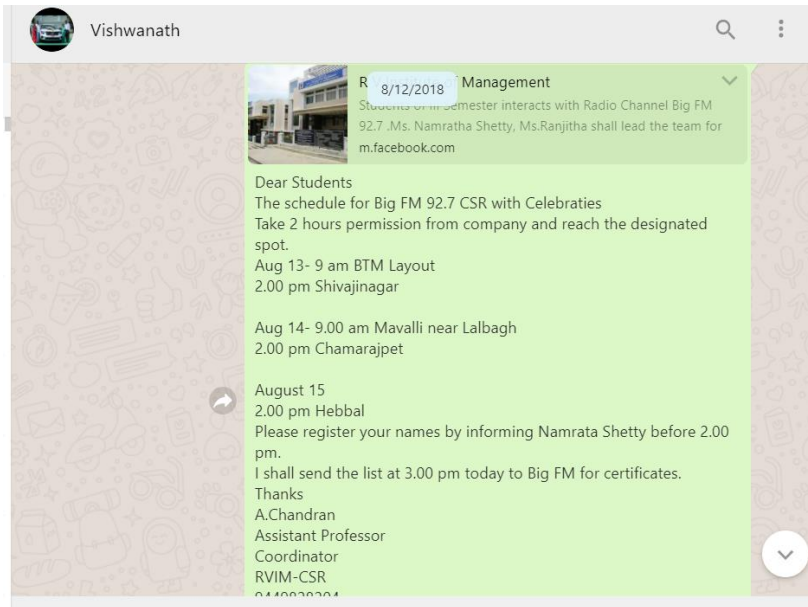 Vishwanath
8/12/2018
R Management
Students of III Semester interacts with Radio Channel Big FM
92.7 .Ms. Namratha Shetty, Ms.Ranjitha shall lead the team for
m.facebook.com
Dear Students
The schedule for Big FM 92.7 CSR with Celebraties
Take 2 hours permission from company and reach the designated
spot.
Aug 13- 9 am BTM Layout
2.00 pm Shivajinagar
Aug 14- 9.00 am Mavalli near Lalbagh
2.00 pm Chamarajpet
August 15
2.00 pm Hebbal
Please register your names by informing Namrata Shetty before 2.00
pm.
I shall send the list at 3.00 pm today to Big FM for certificates.
Thanks
A.Chandran
Assistant Professor
Coordinator
RVIM-CSR